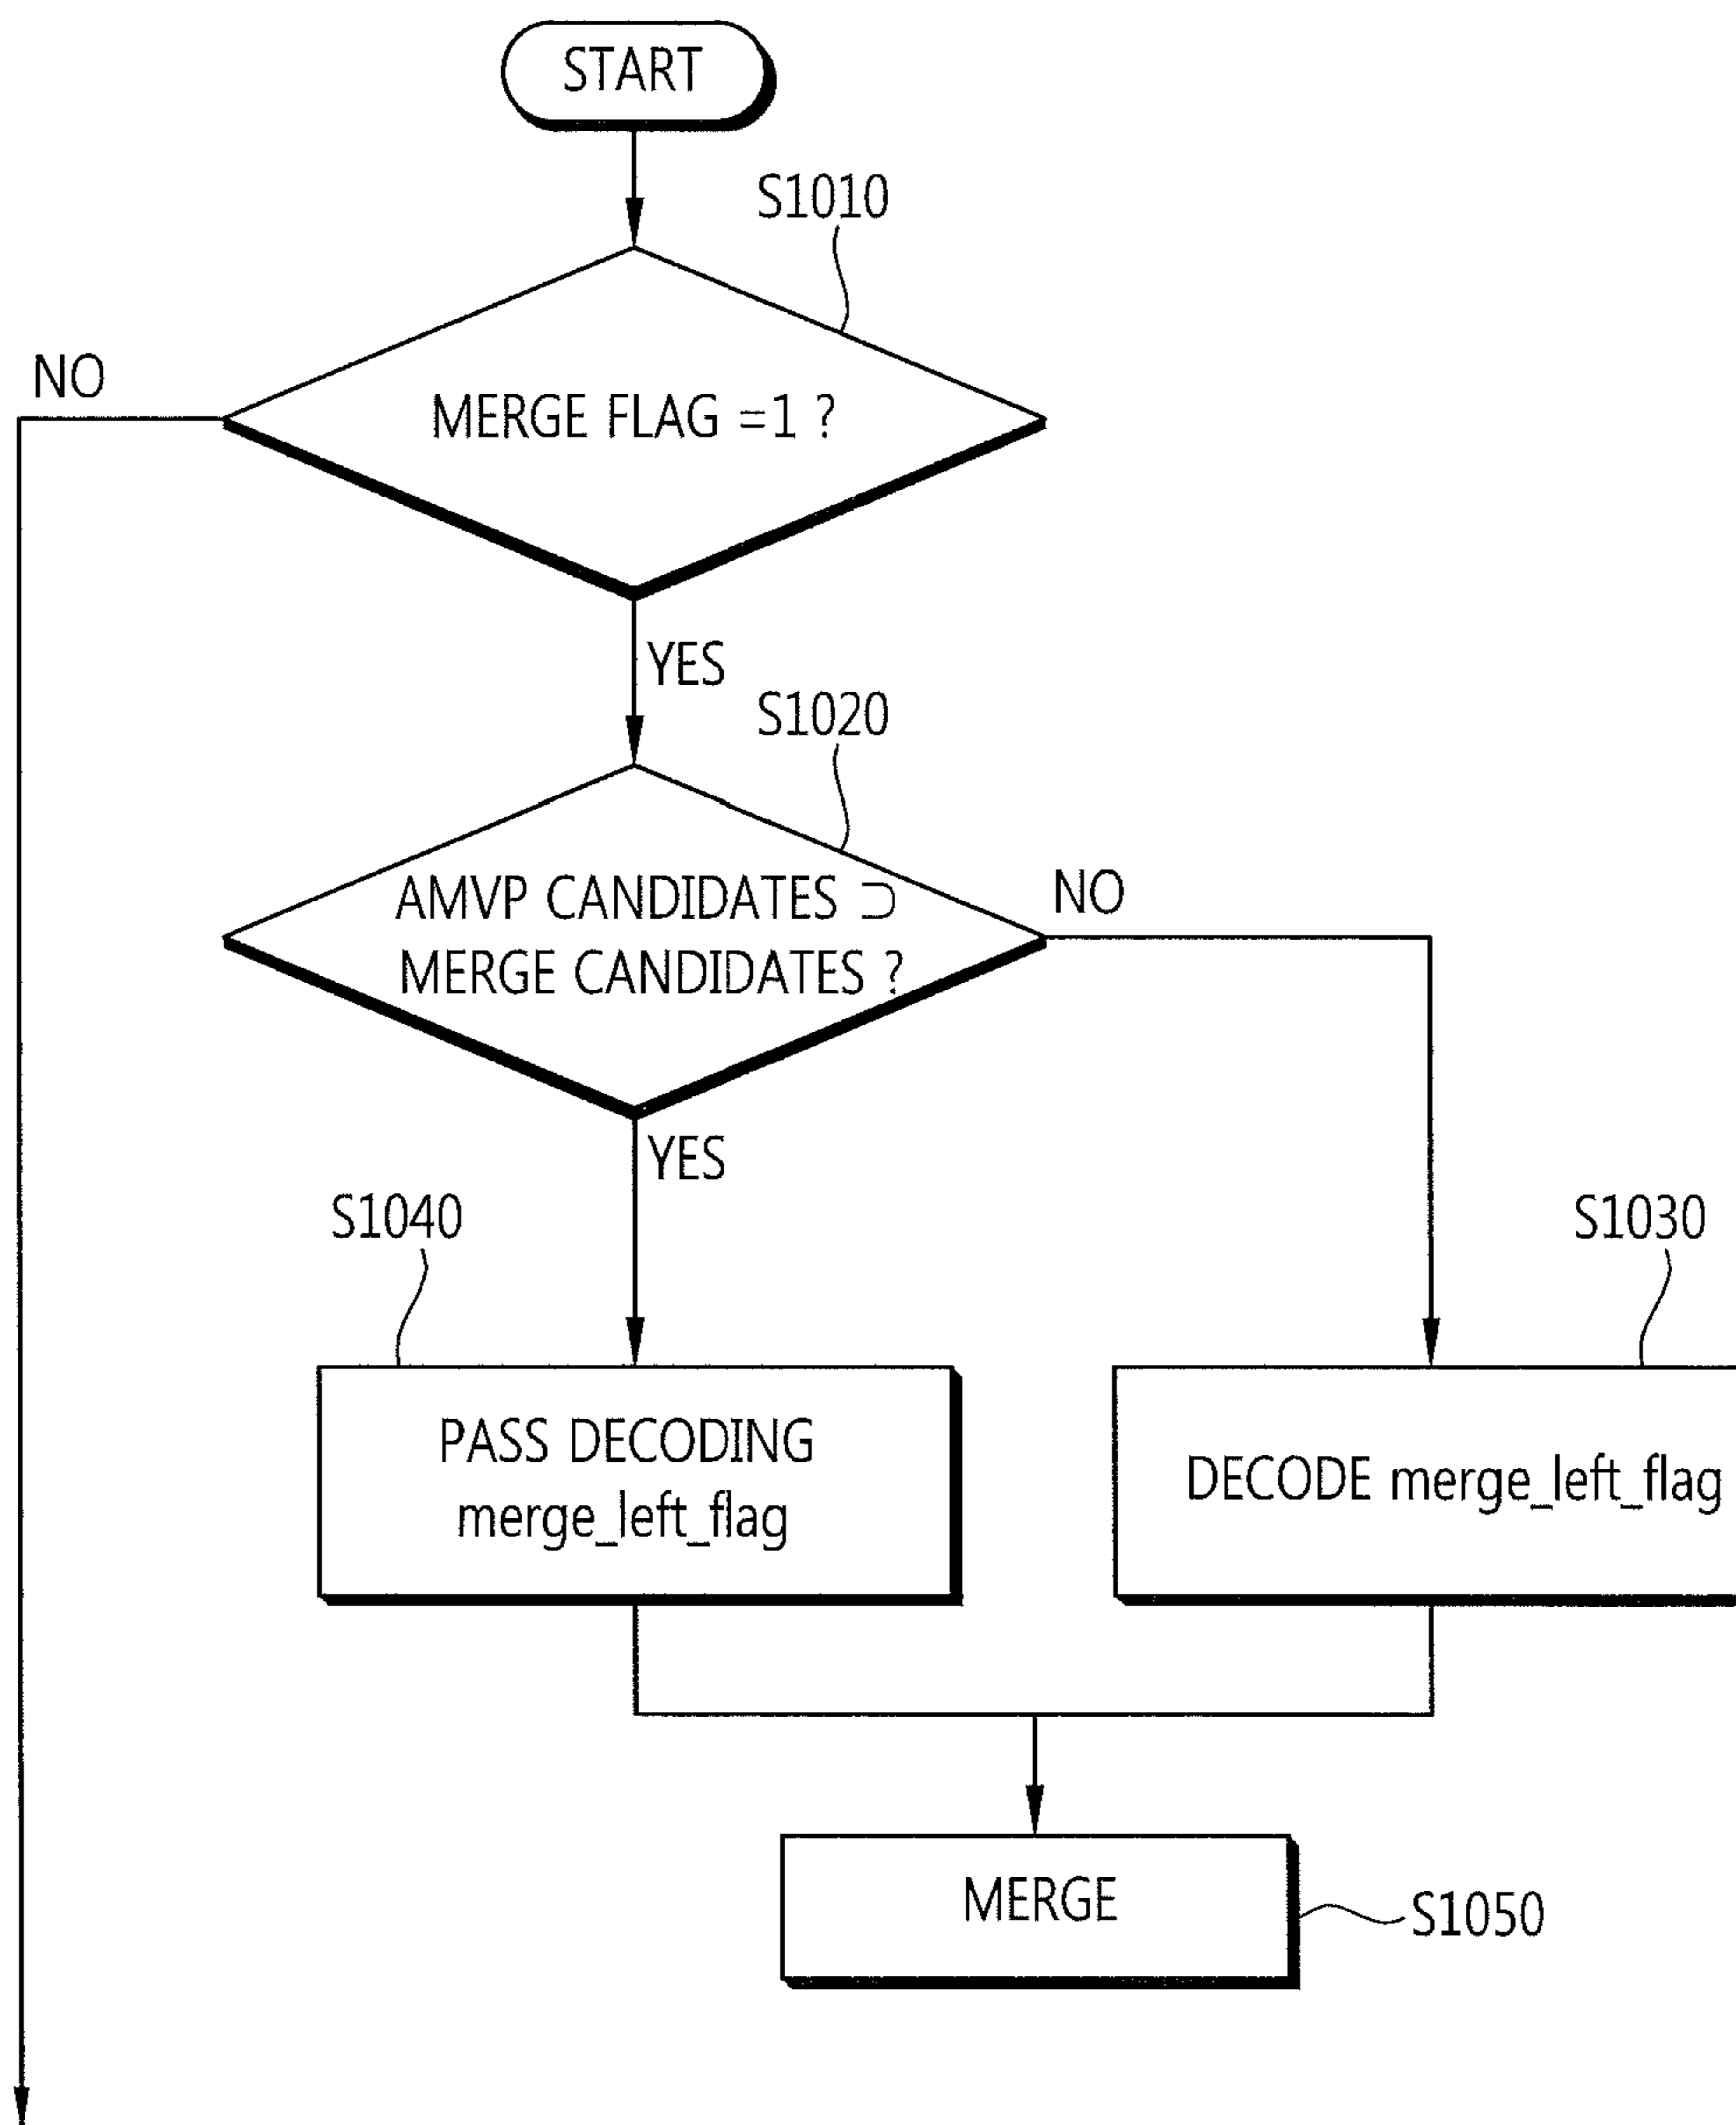 START
S1010
NO
MERGE FLAG =1 ?
YES
S1020
AMVP CANDIDATES ⊃
MERGE CANDIDATES ?
NO
YES
S1040
S1030
PASS DECODING
merge_left_flag
DECODE merge_left_flag
MERGE
S1050